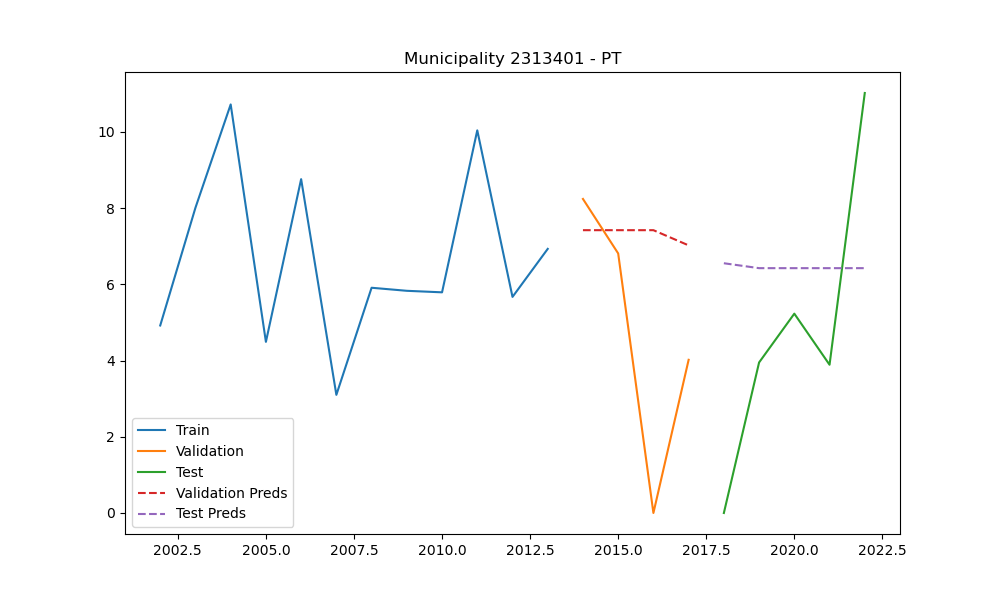 Municipality 2313401 - PT
10
8
6
4
2
0
Train
Validation
Test
Validation Preds
Test Preds
2002.5 2005.0 2007.5 2010.0 2012.5 2015.0 2017.5 2020.0 2022.5